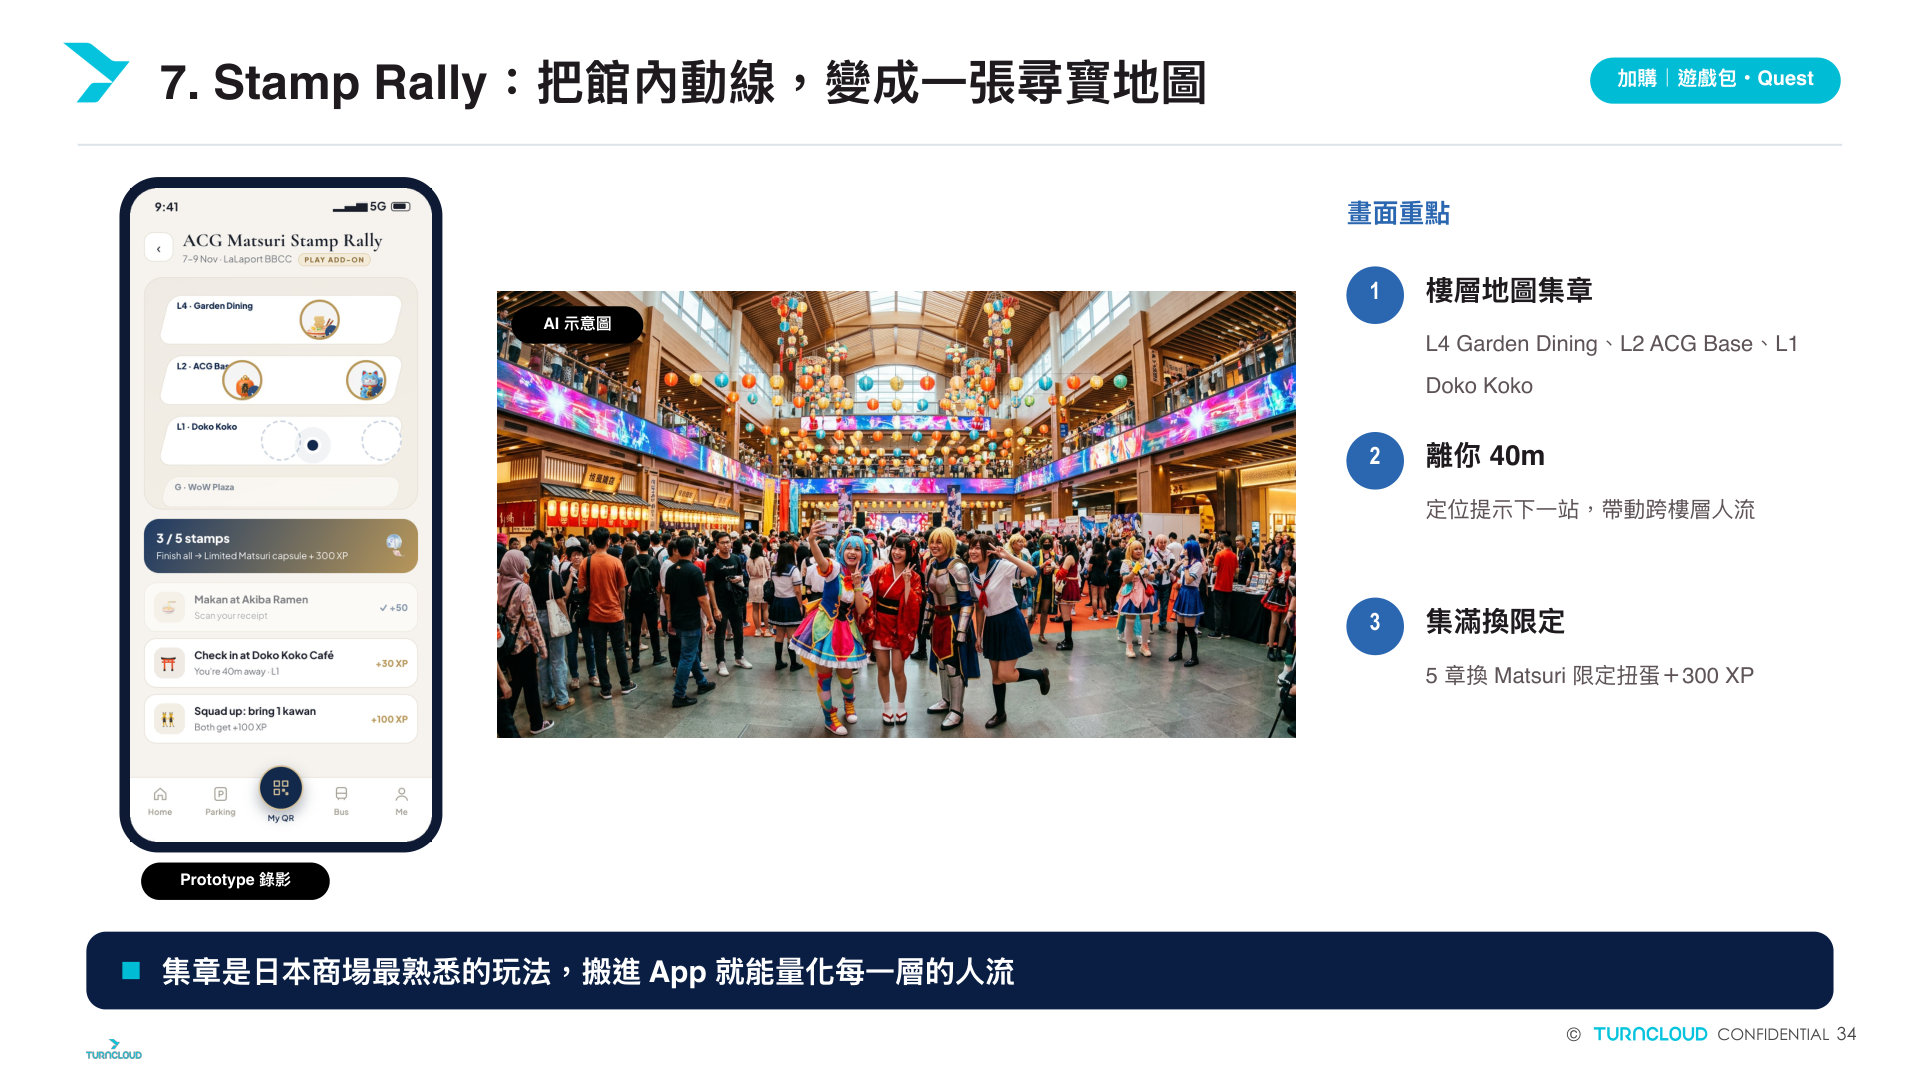 7. Stamp Rally：把館內動線，變成一張尋寶地圖
加購｜遊戲包・Quest
9:41
5G
ACG Matsuri Stamp Rally
7–9 Nov · LaLaport BBCC
PLAY ADD-ON
L4 · Garden Dining
L2 · ACG Bas
L1 · Doko Koko
G · WoW Plaza
3 / 5 stamps
Finish all → Limited Matsuri capsule + 300 XP
Makan at Akiba Ramen
Scan your receipt
✓ +50
Check in at Doko Koko Café
You're 40m away · L1
+30 XP
Squad up: bring 1 kawan
Both get +100 XP
+100 XP
Home
Parking
My QR
Bus
Me
Prototype 錄影
AI 示意圖
畫面重點
1
樓層地圖集章
L4 Garden Dining、L2 ACG Base、L1
Doko Koko
2
離你 40m
定位提示下一站，帶動跨樓層人流
3
集滿換限定
5 章換 Matsuri 限定扭蛋＋300 XP
集章是日本商場最熟悉的玩法，搬進 App 就能量化每一層的人流
TURNCLOUD
© TURNCLOUD CONFIDENTIAL 34